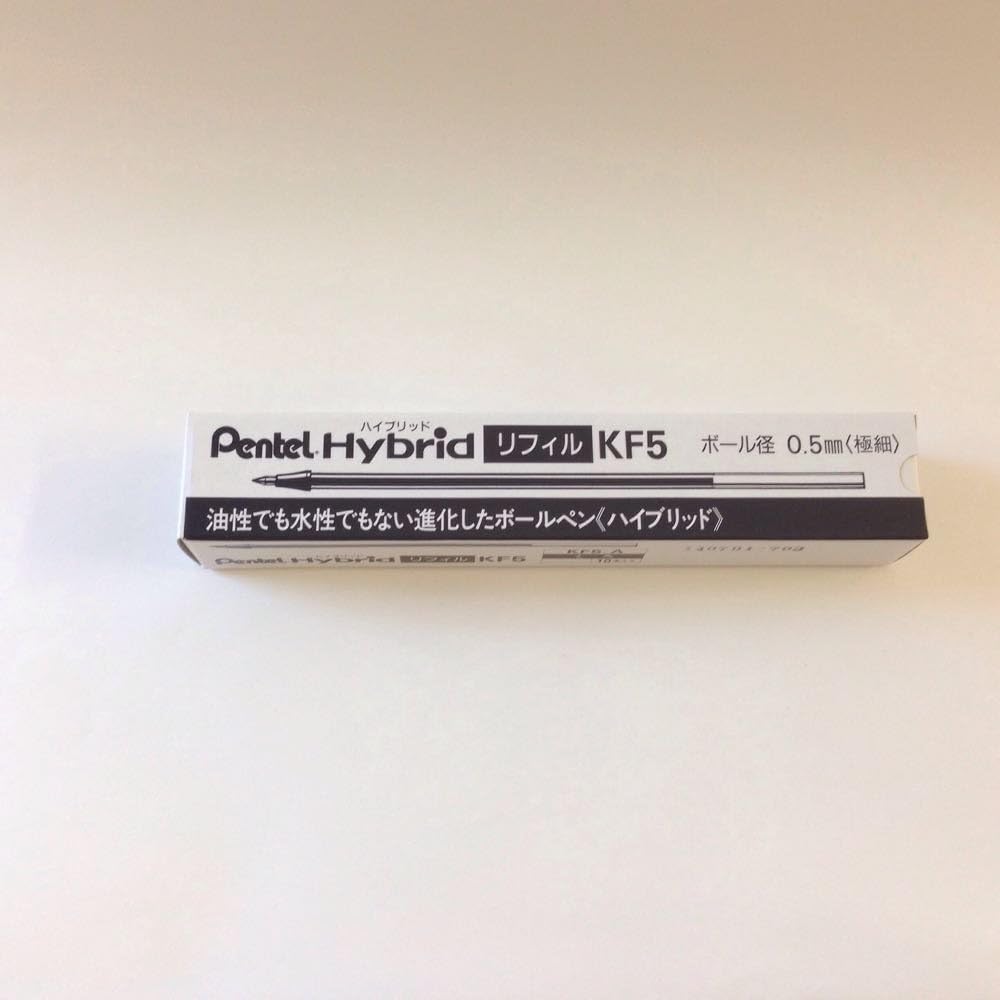 ハイブリッド
Pentel Hybrid リフィル KF5 ボール径 0.5mm〈極細〉
油性でも水性でもない進化したボールペン《ハイブリッド》
Pentel Hybrid リフィル KF5 KF5-A